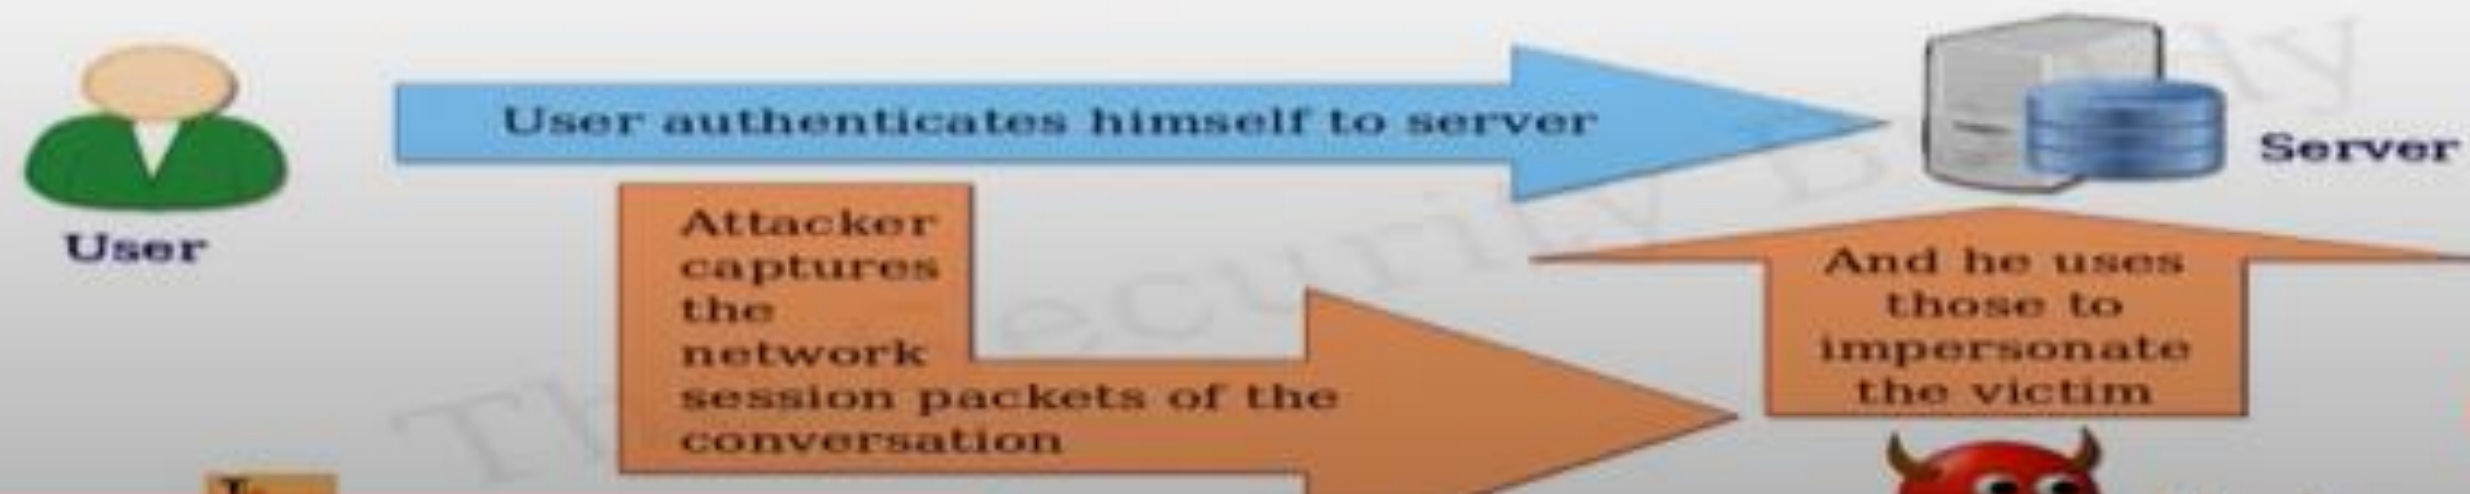 User authenticates himself to server
Server
User
Attacker
captures
the
network
session packets of the
conversation
And he uses
those to
impersonate
the victim